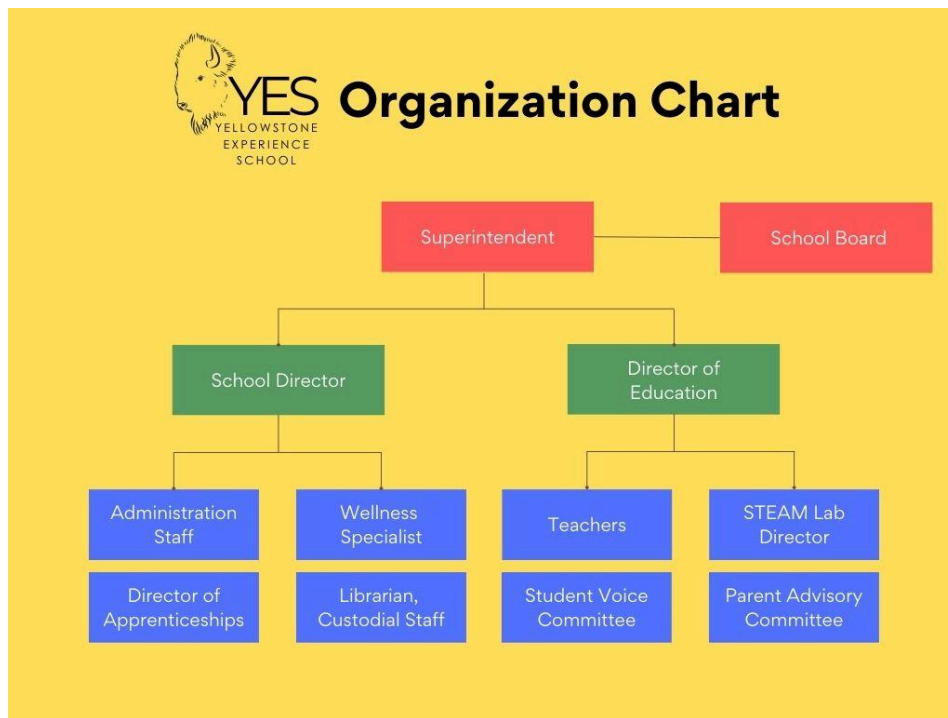 YES
YELLOWSTONE
EXPERIENCE
SCHOOL
Organization Chart
Superintendent
School Board
School Director
Director of
Education
Administration
Staff
Wellness
Specialist
Teachers
STEAM Lab
Director
Director of
Apprenticeships
Librarian,
Custodial Staff
Student Voice
Committee
Parent Advisory
Committee